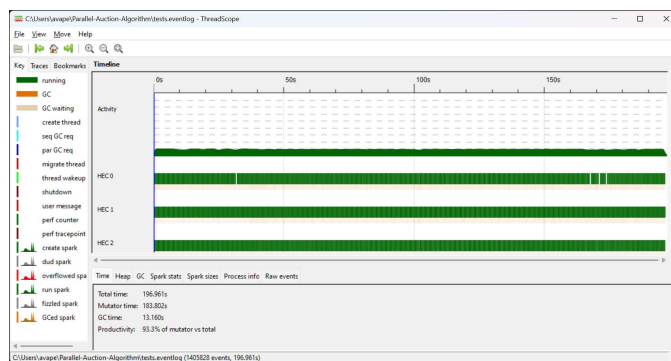 C:\Users\avape\Parallel-Auction-Algorithm\tests.eventlog - ThreadScope
File View Move Help
Key Traces Bookmarks
running
GC
GC waiting
create thread
seq GC req
par GC req
migrate thread
thread wakeup
shutdown
user message
perf counter
perf tracepoint
create spark
dud spark
overflowed spa
run spark
fizzled spark
GCed spark
Timeline
0s 50s 100s 150s
Activity
HEC 0
HEC 1
HEC 2
Time Heap GC Spark stats Spark sizes Process info Raw events
Total time: 196.961s
Mutator time: 183.802s
GC time: 13.160s
Productivity: 93.3% of mutator vs total
C:\Users\avape\Parallel-Auction-Algorithm\tests.eventlog (1405828 events, 196.961s)